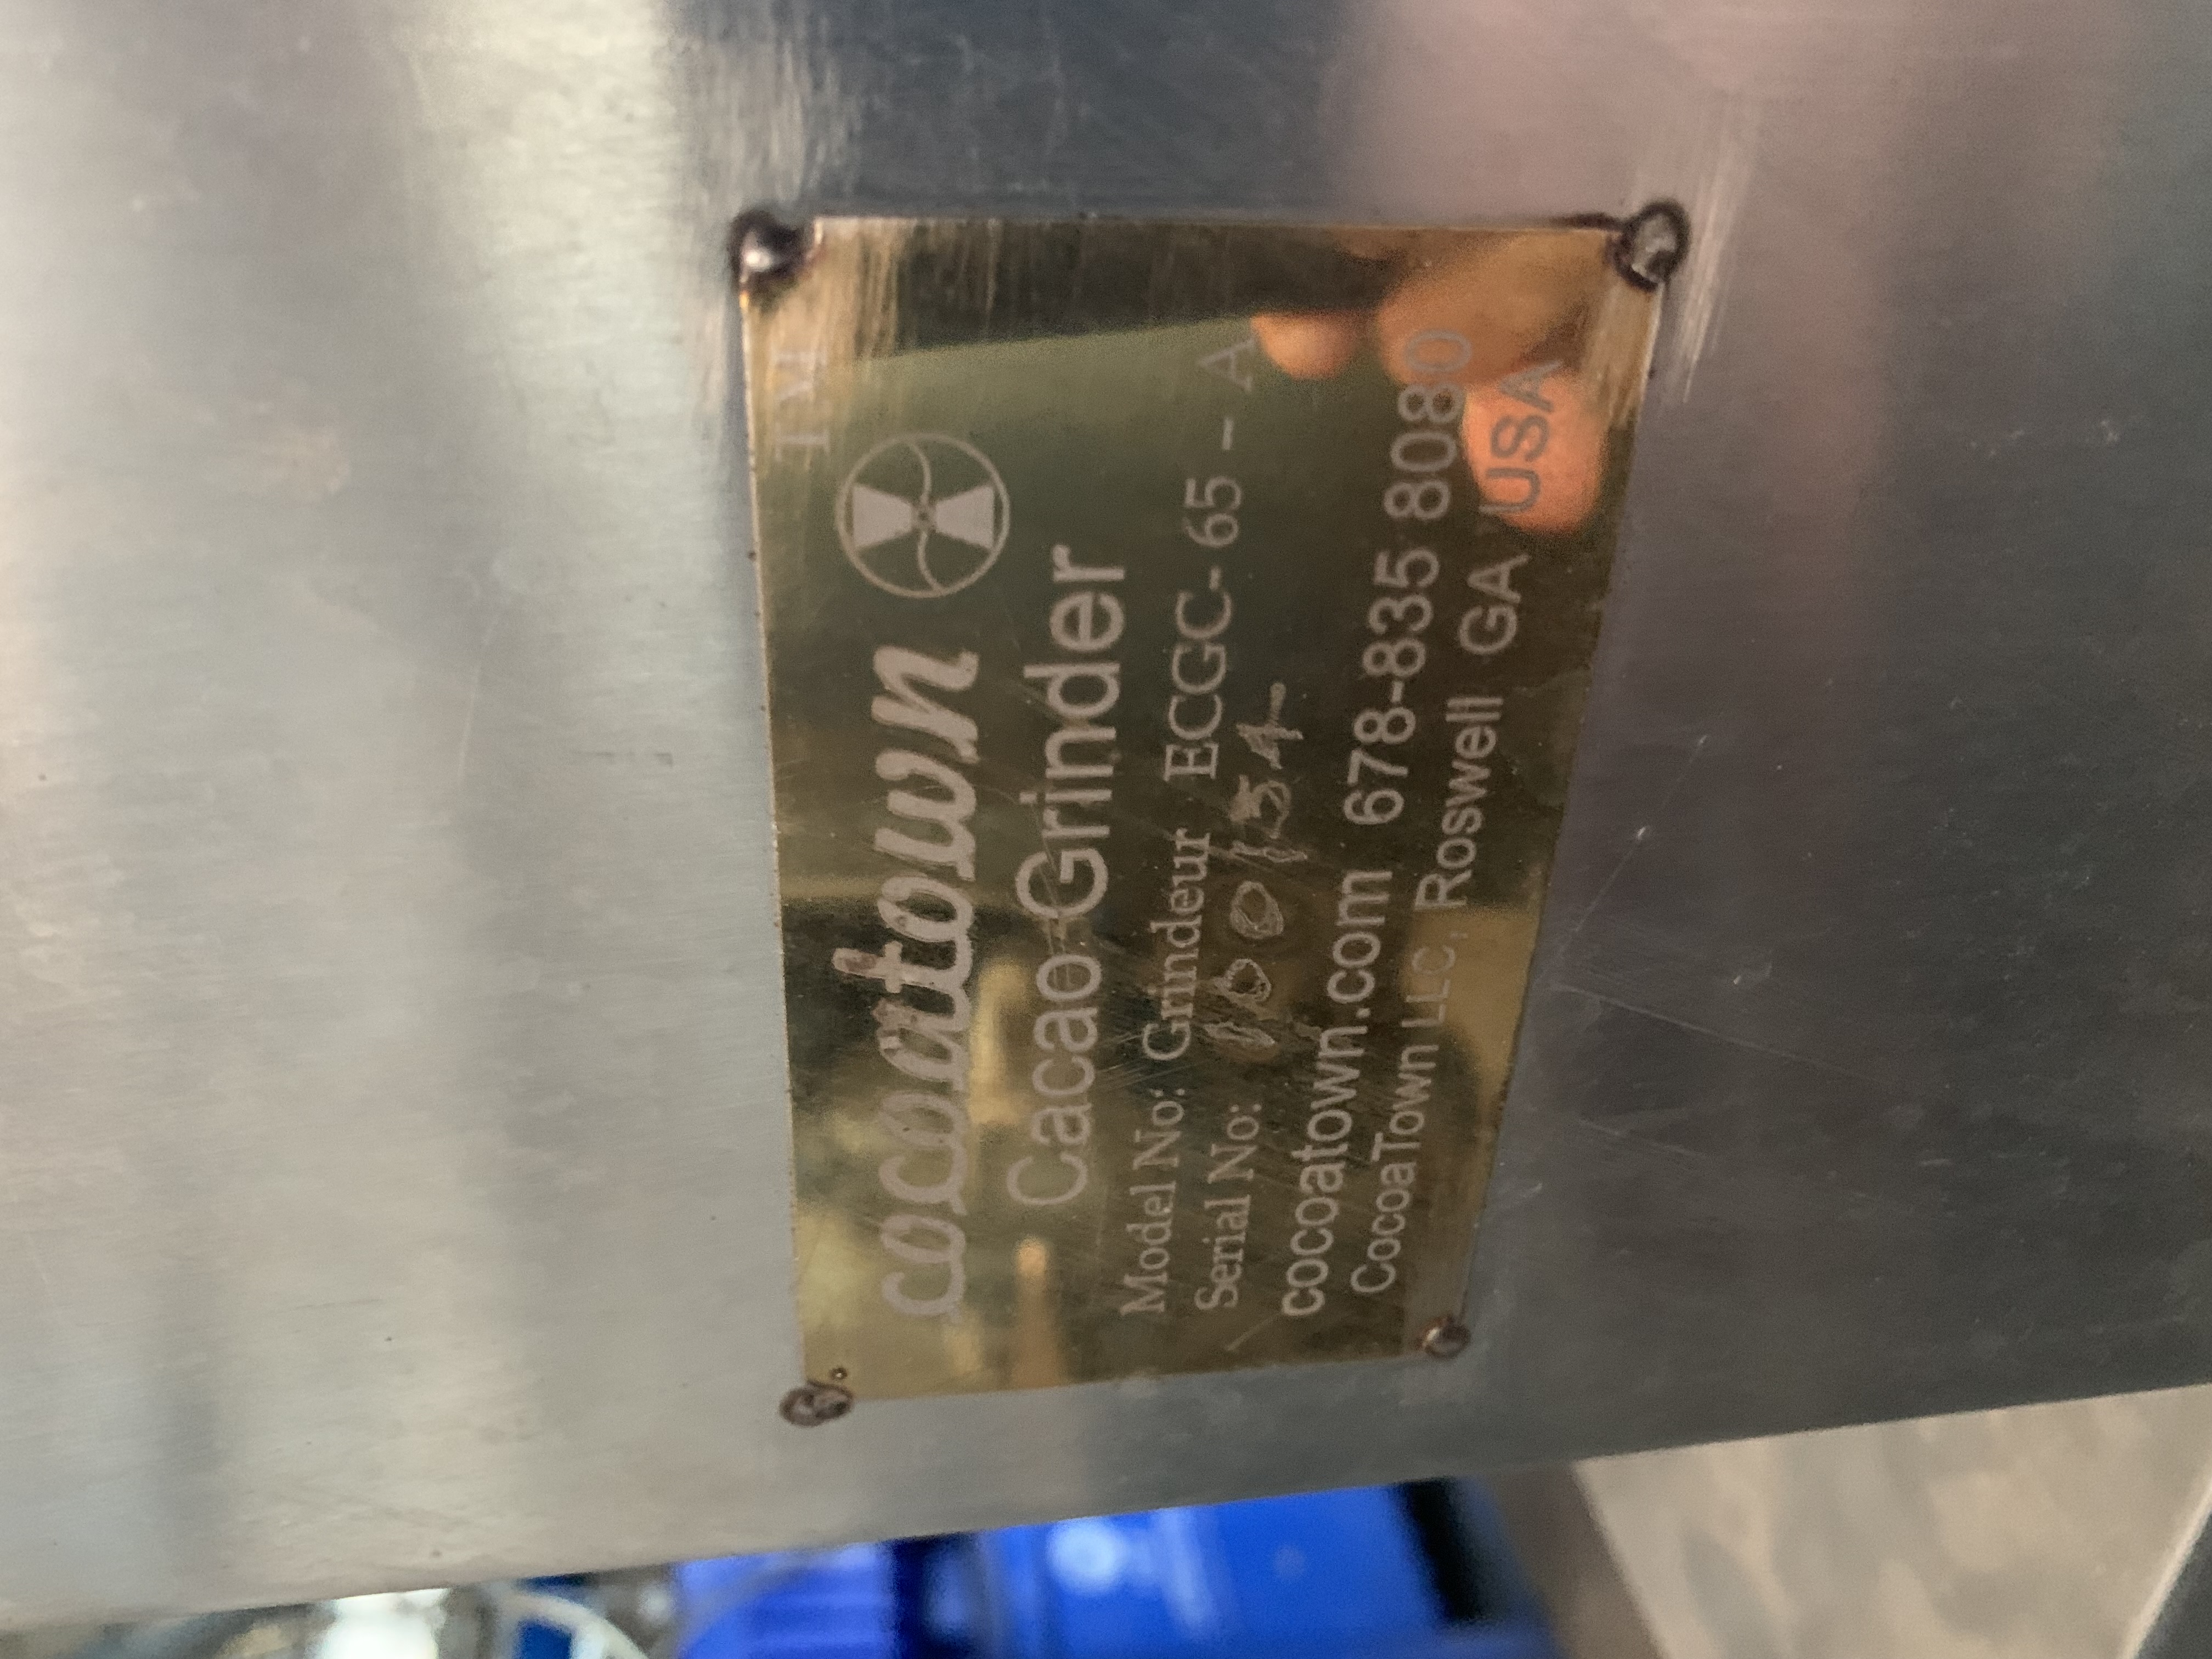 cocoatown TM
Cacao Grinder
Model No: Grindeur ECGC-65 - A
Serial No: 100154
cocoatown.com 678-835 8080
CocoaTown LLC, Roswell GA USA